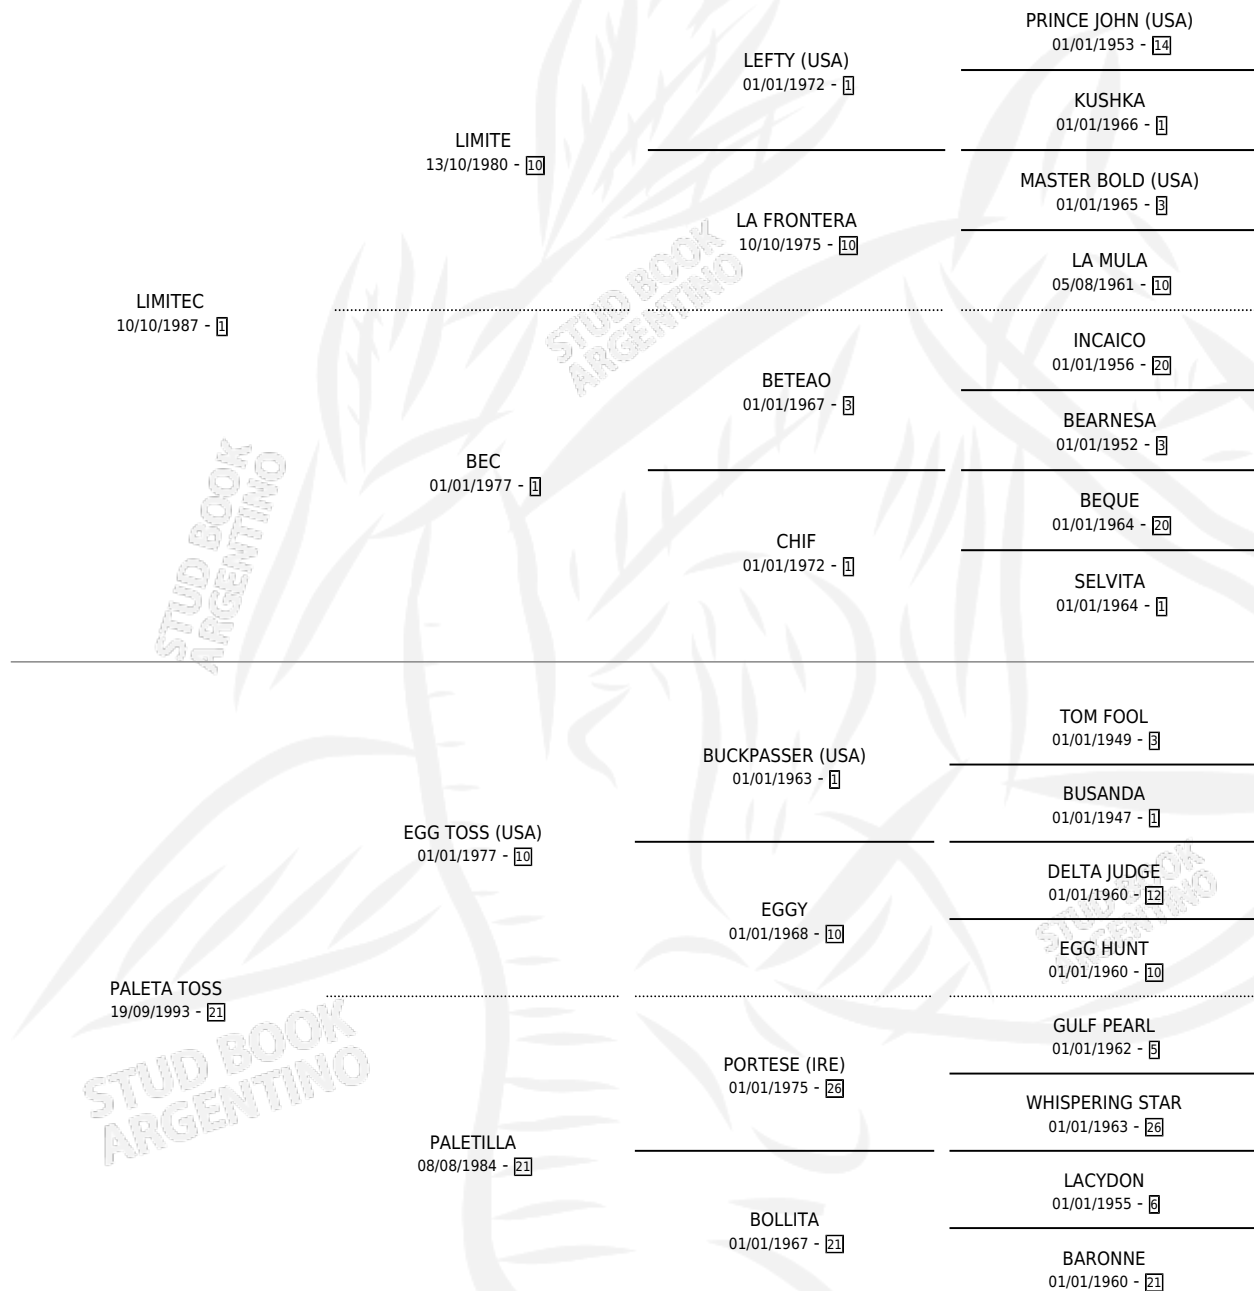 PRINCE JOHN (USA)
01/01/1953 - 14
LEFTY (USA)
01/01/1972 - 1
KUSHKA
01/01/1966 - 1
LIMITE
13/10/1980 - 10
MASTER BOLD (USA)
01/01/1965 - 3
LA FRONTERA
10/10/1975 - 10
LA MULA
05/08/1961 - 10
LIMITEC
10/10/1987 - 1
STUD BOOK
ARGENTINO
INCAICO
01/01/1956 - 20
BETEAO
01/01/1967 - 3
BEARNESA
01/01/1952 - 3
BEC
01/01/1977 - 1
BEQUE
01/01/1964 - 20
CHIF
01/01/1972 - 1
SELVITA
01/01/1964 - 1
STUD BOOK
ARGENTINO
TOM FOOL
01/01/1949 - 3
BUCKPASSER (USA)
01/01/1963 - 1
BUSANDA
01/01/1947 - 1
EGG TOSS (USA)
01/01/1977 - 10
DELTA JUDGE
01/01/1960 - 12
STUD BOOK
ARGENTINO
EGGY
01/01/1968 - 10
EGG HUNT
01/01/1960 - 10
PALETA TOSS
19/09/1993 - 21
GULF PEARL
01/01/1962 - 5
PORTESE (IRE)
01/01/1975 - 26
WHISPERING STAR
01/01/1963 - 26
STUD BOOK
ARGENTINO
PALETILLA
08/08/1984 - 21
LACYDON
01/01/1955 - 6
BOLLITA
01/01/1967 - 21
BARONNE
01/01/1960 - 21